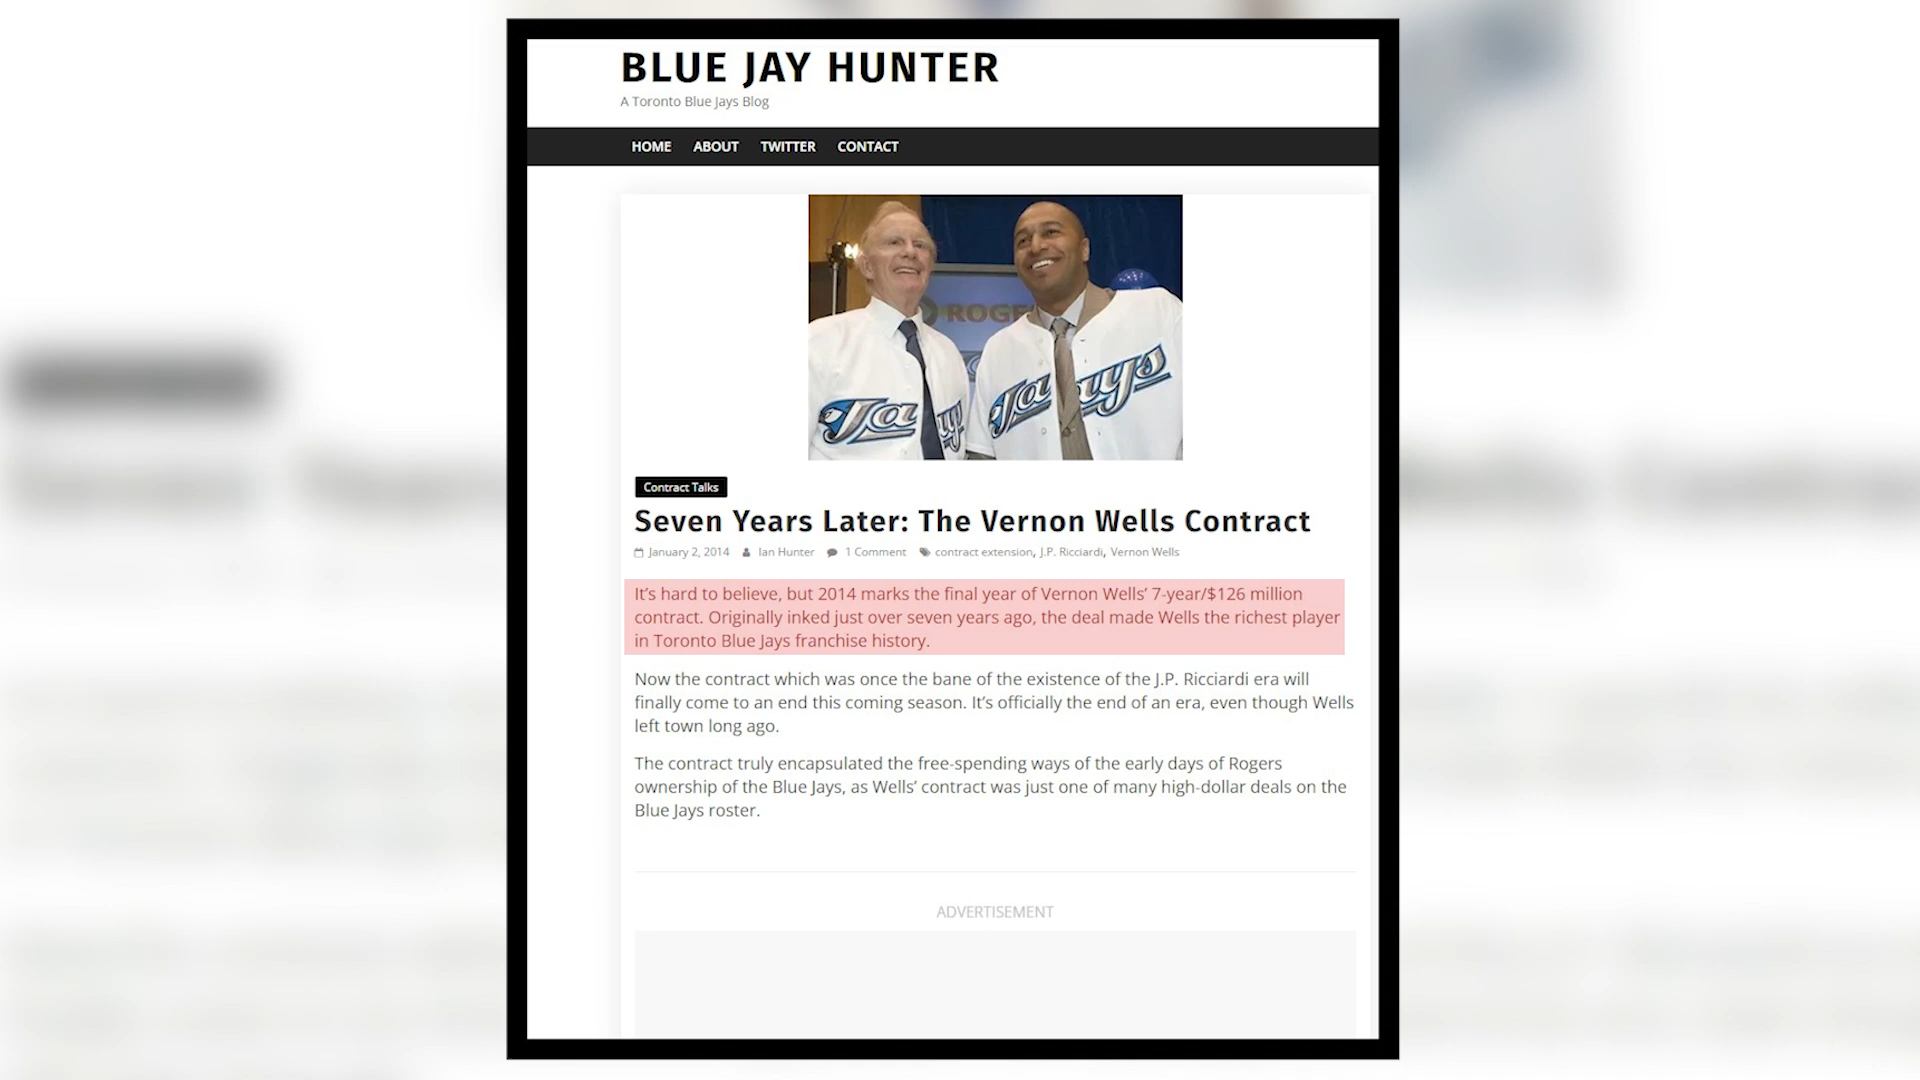 BLUE JAY HUNTER
A Toronto Blue Jays Blog
HOME ABOUT TWITTER CONTACT
ROGE
Jays
Jays
Contract Talks
Seven Years Later: The Vernon Wells Contract
January 2, 2014 Ian Hunter 1 Comment contract extension, J.P. Ricciardi, Vernon Wells
It’s hard to believe, but 2014 marks the final year of Vernon Wells’ 7-year/$126 million
contract. Originally inked just over seven years ago, the deal made Wells the richest player
in Toronto Blue Jays franchise history.
Now the contract which was once the bane of the existence of the J.P. Ricciardi era will
finally come to an end this coming season. It’s officially the end of an era, even though Wells
left town long ago.
The contract truly encapsulated the free-spending ways of the early days of Rogers
ownership of the Blue Jays, as Wells’ contract was just one of many high-dollar deals on the
Blue Jays roster.
ADVERTISEMENT